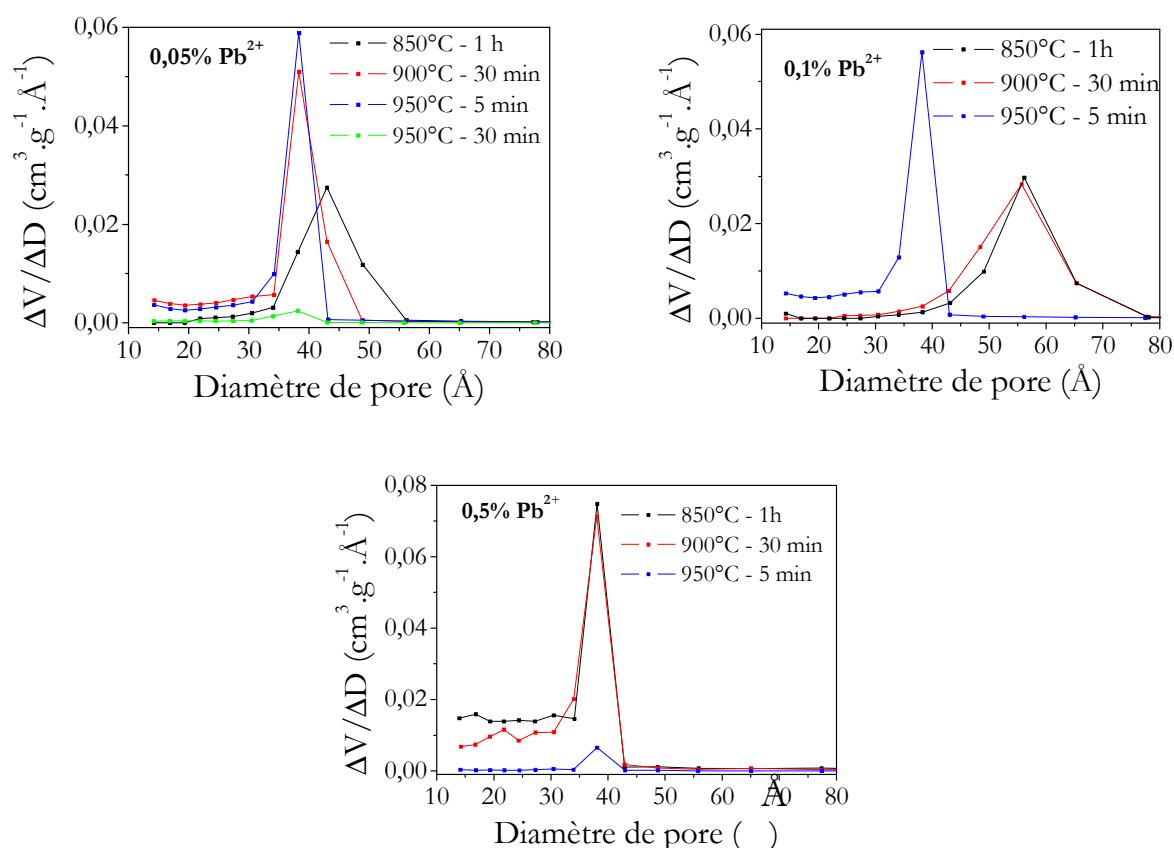 0,05% Pb²⁺
850°C - 1 h
900°C - 30 min
950°C - 5 min
950°C - 30 min
0,06
0,04
0,02
0,00
ΔV/ΔD (cm³.g⁻¹.Å⁻¹)
10 20 30 40 50 60 70 80
Diamètre de pore (Å)
0,1% Pb²⁺
850°C - 1h
900°C - 30 min
950°C - 5 min
0,06
0,04
0,02
0,00
ΔV/ΔD (cm³.g⁻¹.Å⁻¹)
10 20 30 40 50 60 70 80
Diamètre de pore (Å)
0,5% Pb²⁺
850°C - 1h
900°C - 30 min
950°C - 5 min
0,08
0,06
0,04
0,02
0,00
ΔV/ΔD (cm³.g⁻¹.Å⁻¹)
10 20 30 40 50 60 70 80
Å
Diamètre de pore ( )